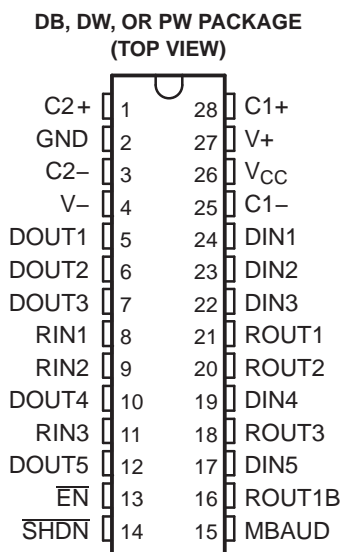 DB, DW, OR PW PACKAGE
(TOP VIEW)
C2+ 1 28 C1+
GND 2 27 V+
C2− 3 26 VCC
V− 4 25 C1−
DOUT1 5 24 DIN1
DOUT2 6 23 DIN2
DOUT3 7 22 DIN3
RIN1 8 21 ROUT1
RIN2 9 20 ROUT2
DOUT4 10 19 DIN4
RIN3 11 18 ROUT3
DOUT5 12 17 DIN5
E̅N̅ 13 16 ROUT1B
S̅H̅D̅N̅ 14 15 MBAUD